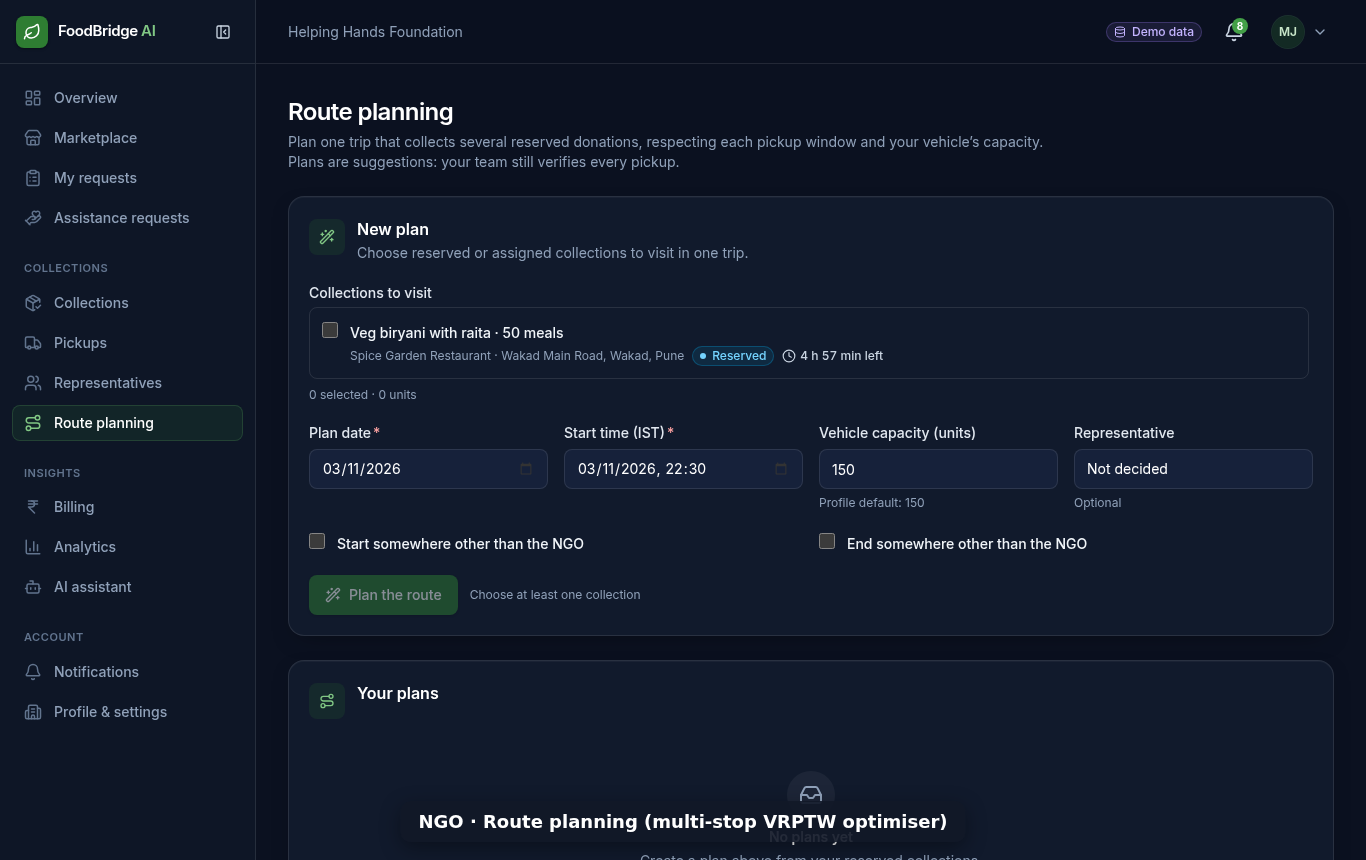 FoodBridge AI
Helping Hands Foundation
Demo data
8
MJ
Overview
Marketplace
My requests
Assistance requests
COLLECTIONS
Collections
Pickups
Representatives
Route planning
INSIGHTS
Billing
Analytics
AI assistant
ACCOUNT
Notifications
Profile & settings
Route planning
Plan one trip that collects several reserved donations, respecting each pickup window and your vehicle's capacity.
Plans are suggestions: your team still verifies every pickup.
New plan
Choose reserved or assigned collections to visit in one trip.
Collections to visit
Veg biryani with raita · 50 meals
Spice Garden Restaurant · Wakad Main Road, Wakad, Pune Reserved 4 h 57 min left
0 selected · 0 units
Plan date* Start time (IST)* Vehicle capacity (units) Representative
03/11/2026 03/11/2026, 22:30 150 Not decided
Profile default: 150 Optional
Start somewhere other than the NGO End somewhere other than the NGO
Plan the route Choose at least one collection
Your plans
NGO · Route planning (multi-stop VRPTW optimiser)
No plans yet
Create a plan above from your reserved collections